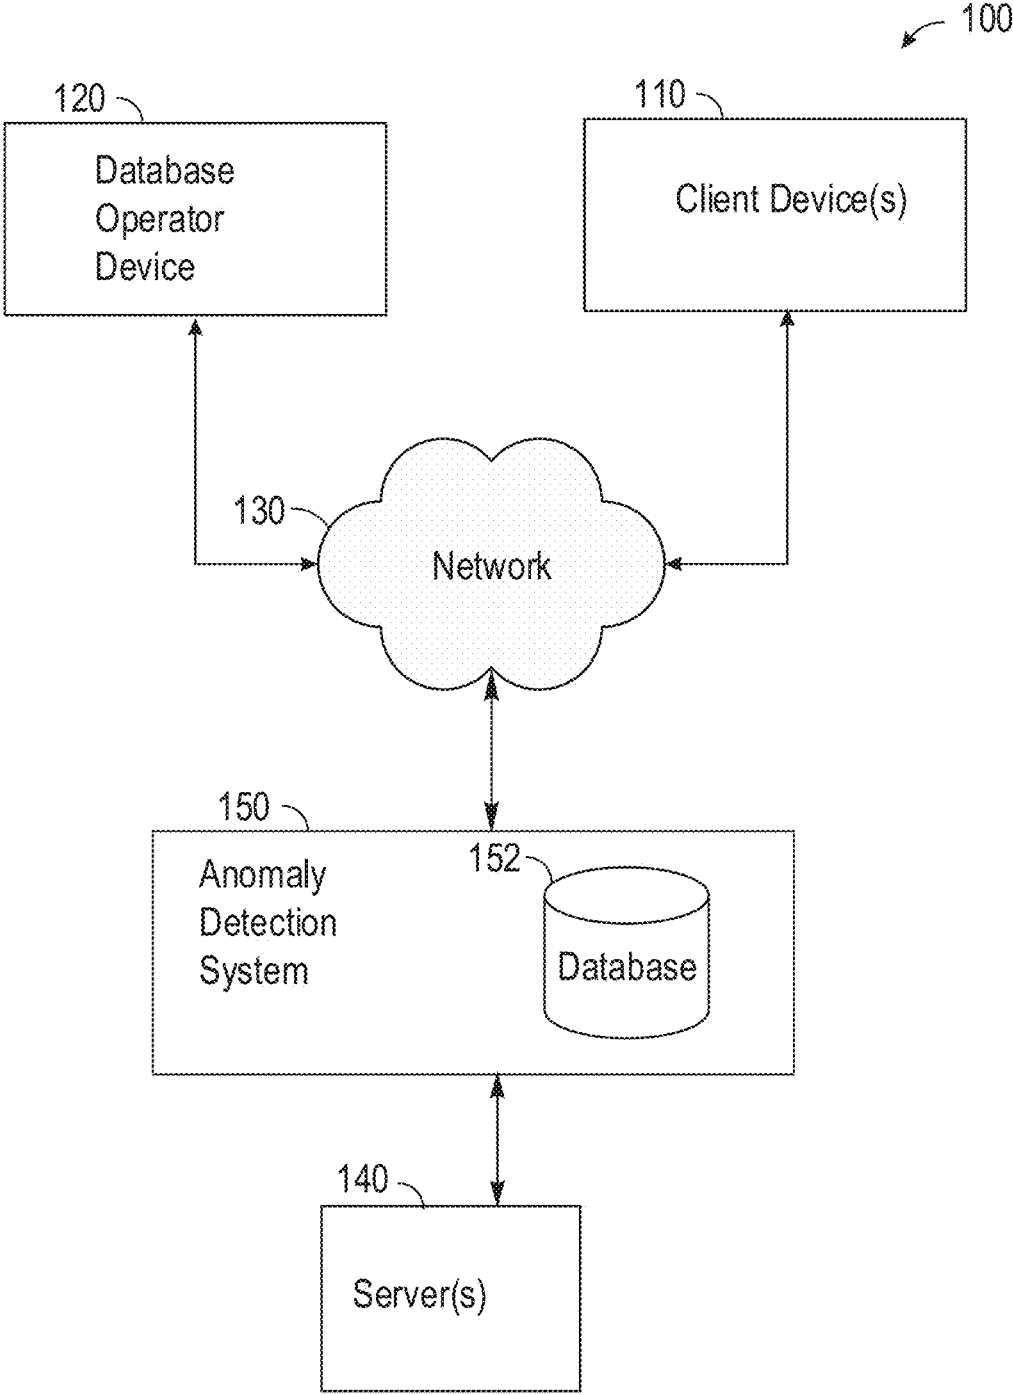 100
120
Database
Operator
Device
110
Client Device(s)
130
Network
150
Anomaly
Detection
System
152
Database
140
Server(s)